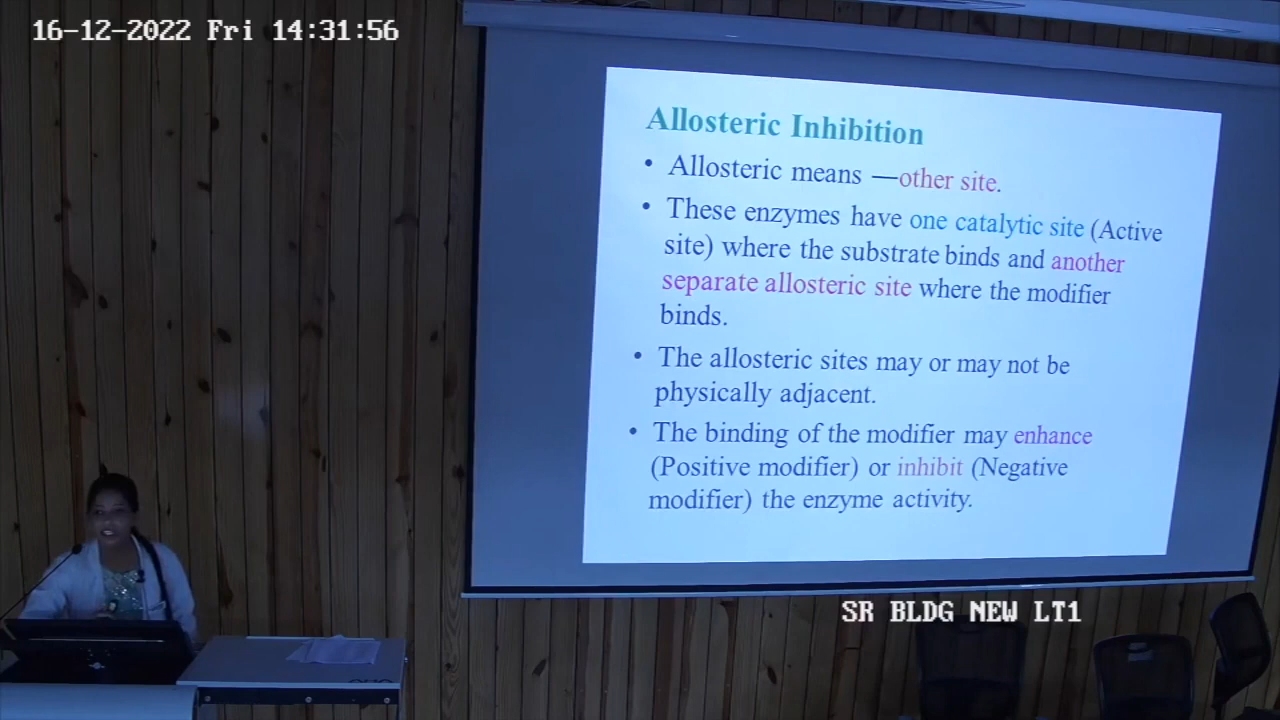 16-12-2022 Fri 14:31:56
Allosteric Inhibition
• Allosteric means —other site.
• These enzymes have one catalytic site (Active
site) where the substrate binds and another
separate allosteric site where the modifier
binds.
• The allosteric sites may or may not be
physically adjacent.
• The binding of the modifier may enhance
(Positive modifier) or inhibit (Negative
modifier) the enzyme activity.
SR BLDG NEW LT1